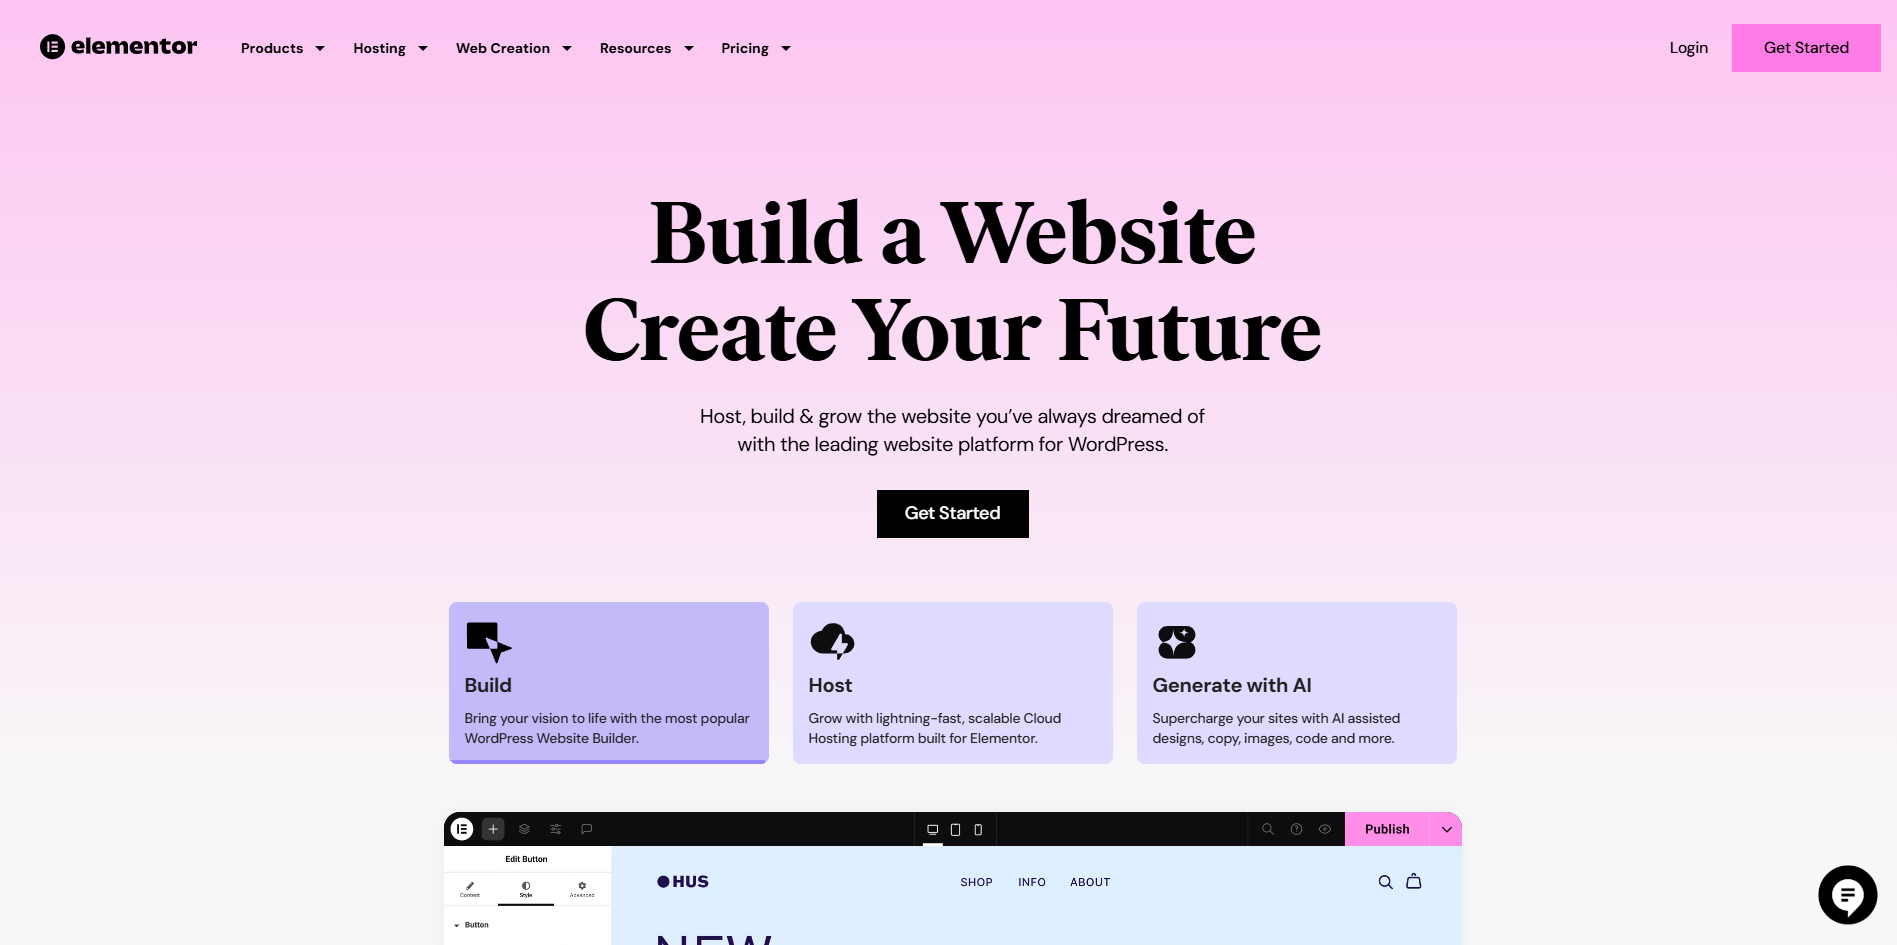 elementor
Products
Hosting
Web Creation
Resources
Pricing
Login
Get Started
Build a Website
Create Your Future
Host, build & grow the website you’ve always dreamed of
with the leading website platform for WordPress.
Get Started
Build
Bring your vision to life with the most popular
WordPress Website Builder.
Host
Grow with lightning-fast, scalable Cloud
Hosting platform built for Elementor.
Generate with AI
Supercharge your sites with AI assisted
designs, copy, images, code and more.
Publish
Edit Button
Content
Style
Advanced
Button
HUS
SHOP
INFO
ABOUT
NEW